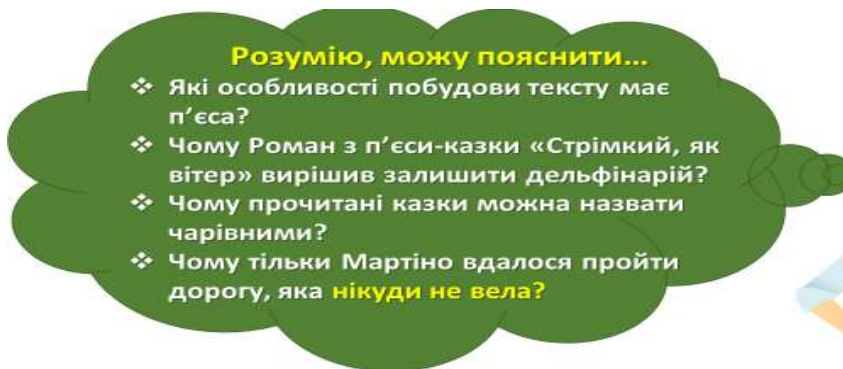 Розумію, можу пояснити...
❖ Які особливості побудови тексту має
п’єса?
❖ Чому Роман з п’єси-казки «Стрімкий, як
вітер» вирішив залишити дельфінарій?
❖ Чому прочитані казки можна назвати
чарівними?
❖ Чому тільки Мартіно вдалося пройти
дорогу, яка нікуди не вела?